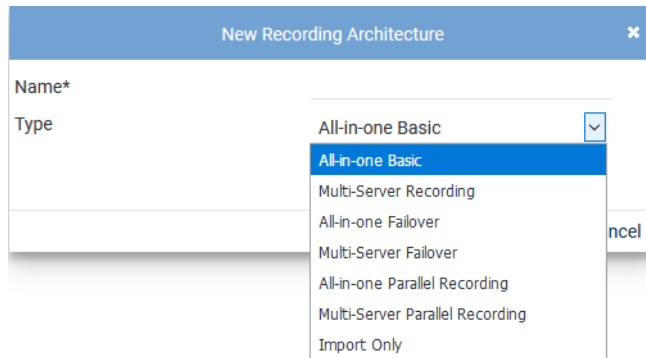 New Recording Architecture
Name*
Type
All-in-one Basic
All-in-one Basic
Multi-Server Recording
All-in-one Failover
ncel
Multi-Server Failover
All-in-one Parallel Recording
Multi-Server Parallel Recording
Import Only